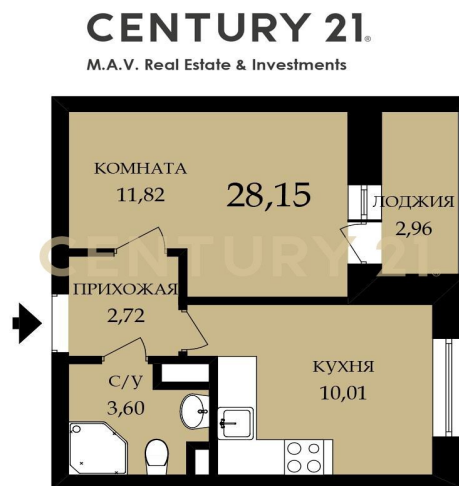 CENTURY 21®
M.A.V. Real Estate & Investments
КОМНАТА
11,82
28,15
ЛОДЖИЯ
2,96
CENTURY 21®
ПРИХОЖАЯ
2,72
КУХНЯ
10,01
С/У
3,60